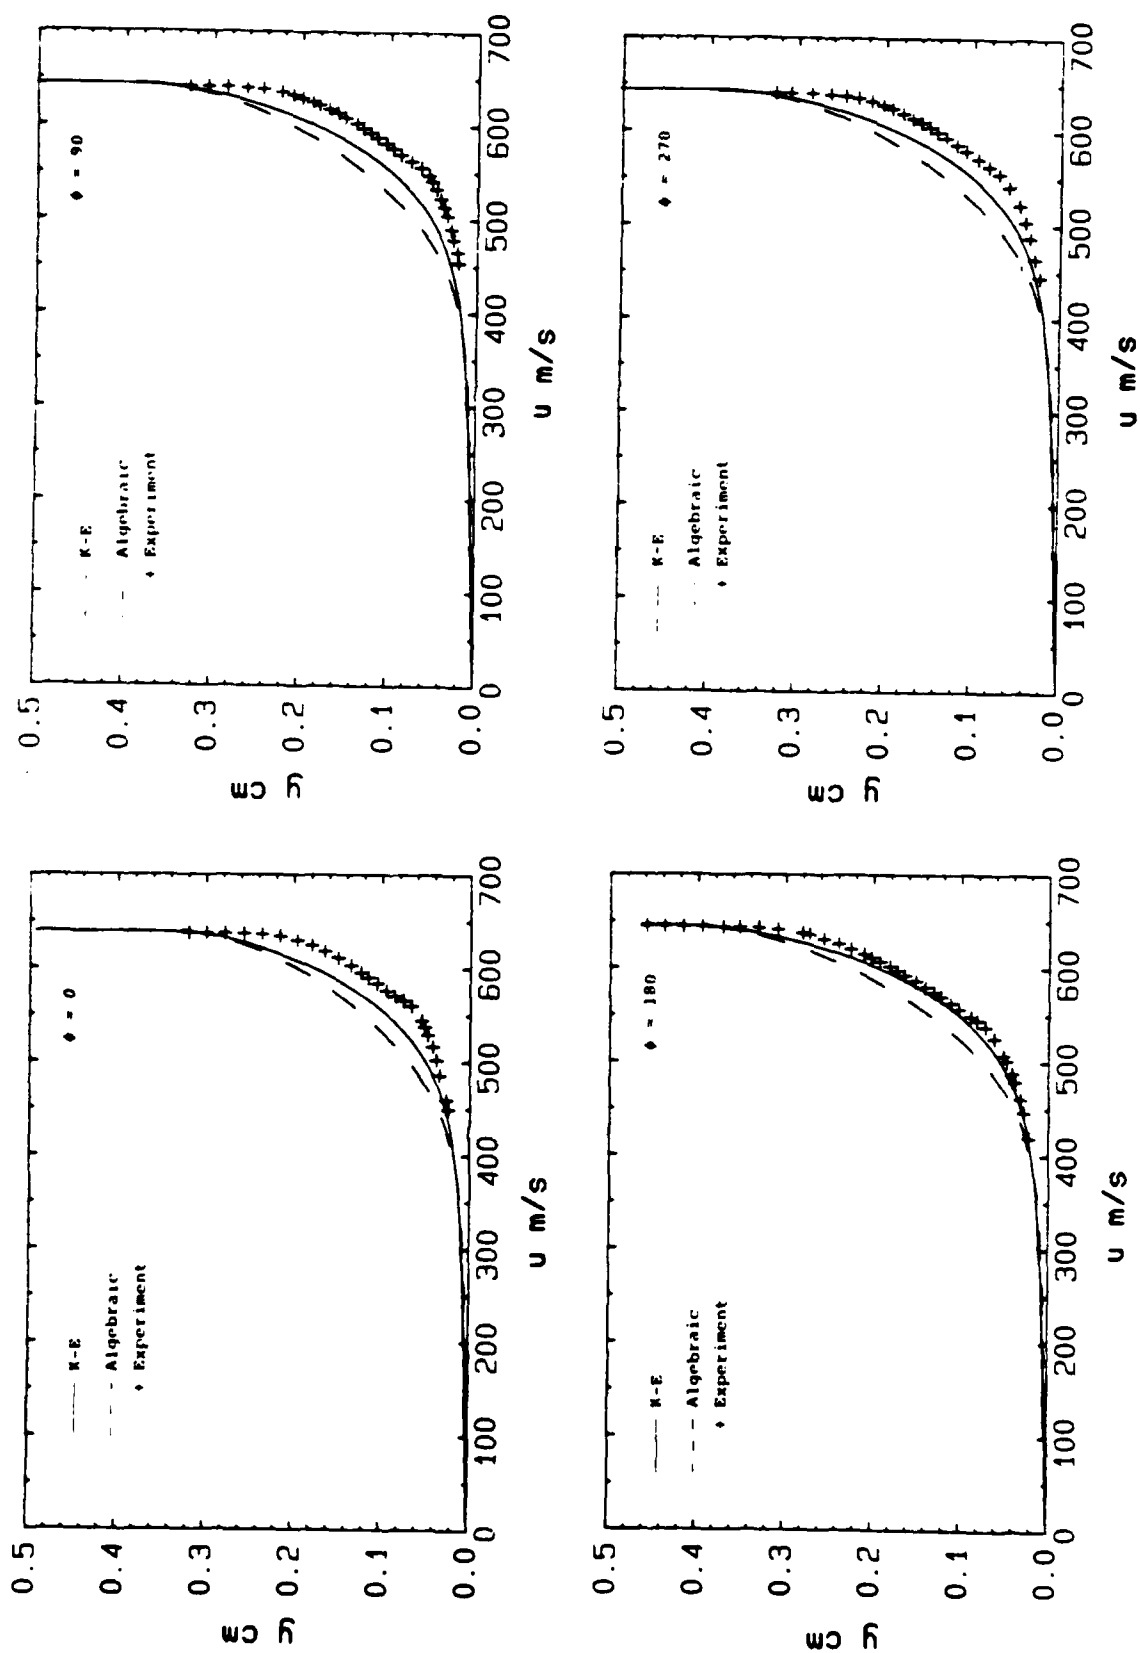 ϕ = 0
K-E
Algebraic
+ Experiment
y cm
0.5
0.4
0.3
0.2
0.1
0.0
0 100 200 300 400 500 600 700
u m/s
ϕ = 90
K-E
Algebraic
+ Experiment
y cm
0.5
0.4
0.3
0.2
0.1
0.0
0 100 200 300 400 500 600 700
u m/s
ϕ = 180
K-E
Algebraic
+ Experiment
y cm
0.5
0.4
0.3
0.2
0.1
0.0
0 100 200 300 400 500 600 700
u m/s
ϕ = 270
K-E
Algebraic
+ Experiment
y cm
0.5
0.4
0.3
0.2
0.1
0.0
0 100 200 300 400 500 600 700
u m/s